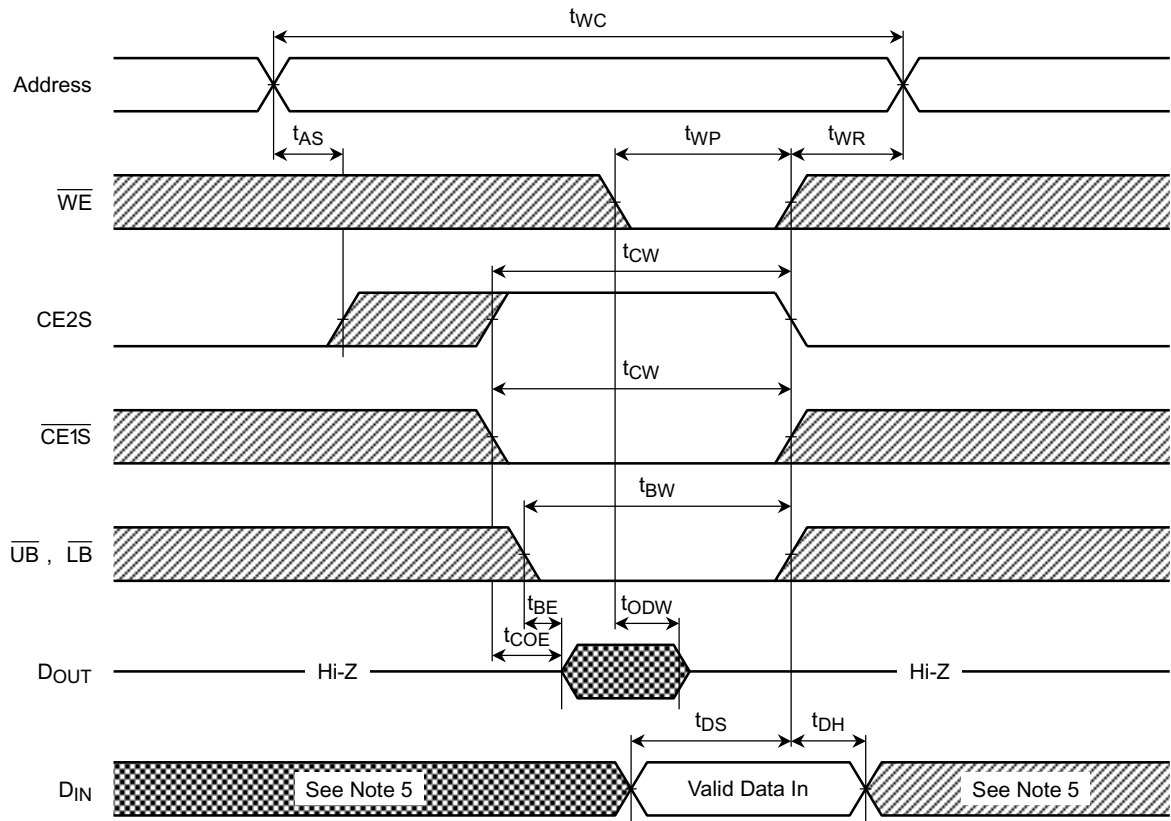 tWC
Address
tAS
tWP
tWR
WE
tCW
CE2S
tCW
CE1S
tBW
UB , LB
tBE
tODW
tCOE
DOUT
Hi-Z
Hi-Z
tDS
tDH
DIN
See Note 5
Valid Data In
See Note 5